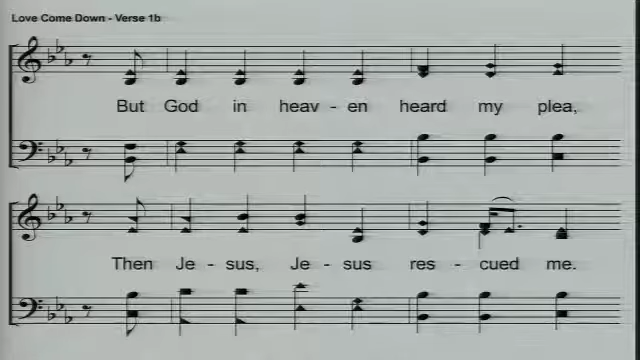 Love Come Down - Verse 1b
But God in heav - en heard my plea,
Then Je - sus, Je - sus res - cued me.